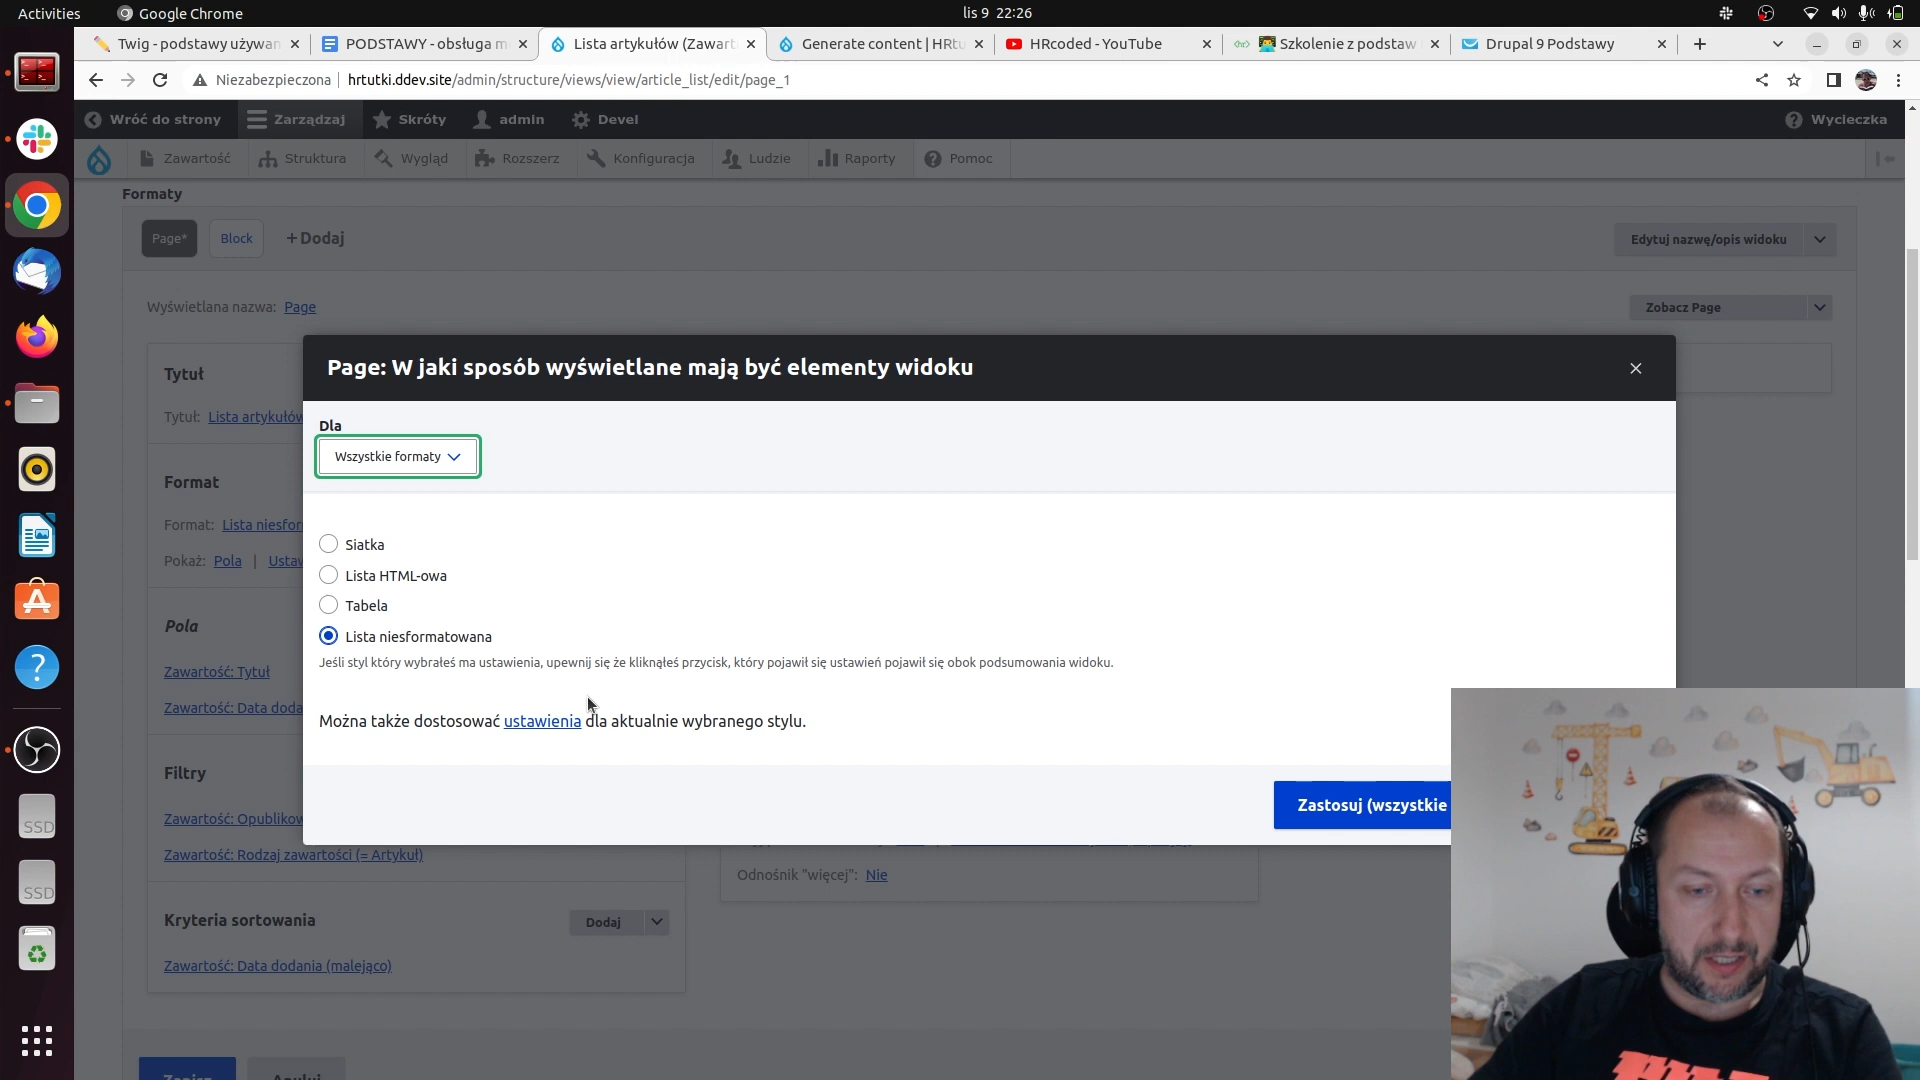 Activities
Google Chrome
lis 9 22:26
Twig - podstawy używan
PODSTAWY - obsługa m
Lista artykułów (Zawart
Generate content | HRtu
HRcoded - YouTube
Szkolenie z podstaw
Drupal 9 Podstawy
Niezabezpieczona
hrtutki.ddev.site/admin/structure/views/view/article_list/edit/page_1
Wróć do strony
Zarządzaj
Skróty
admin
Devel
Wycieczka
Zawartość
Struktura
Wygląd
Rozszerz
Konfiguracja
Ludzie
Raporty
Pomoc
Formaty
Page*
Block
+ Dodaj
Edytuj nazwę/opis widoku
Wyświetlana nazwa: Page
Zobacz Page
Page: W jaki sposób wyświetlane mają być elementy widoku
Dla
Wszystkie formaty
Siatka
Lista HTML-owa
Tabela
Lista niesformatowana
Jeśli styl który wybrałeś ma ustawienia, upewnij się że kliknąłeś przycisk, który pojawił się ustawień pojawił się obok podsumowania widoku.
Można także dostosować ustawienia dla aktualnie wybranego stylu.
Zastosuj (wszystkie
Tytuł
Tytuł: Lista artykułów
Format
Format: Lista niesfor
Pokaż: Pola | Ustaw
Pola
Zawartość: Tytuł
Zawartość: Data doda
Filtry
Zawartość: Opublikow
Zawartość: Rodzaj zawartości (= Artykuł)
Kryteria sortowania
Dodaj
Zawartość: Data dodania (malejąco)
Odnośnik "więcej": Nie
SSD
SSD